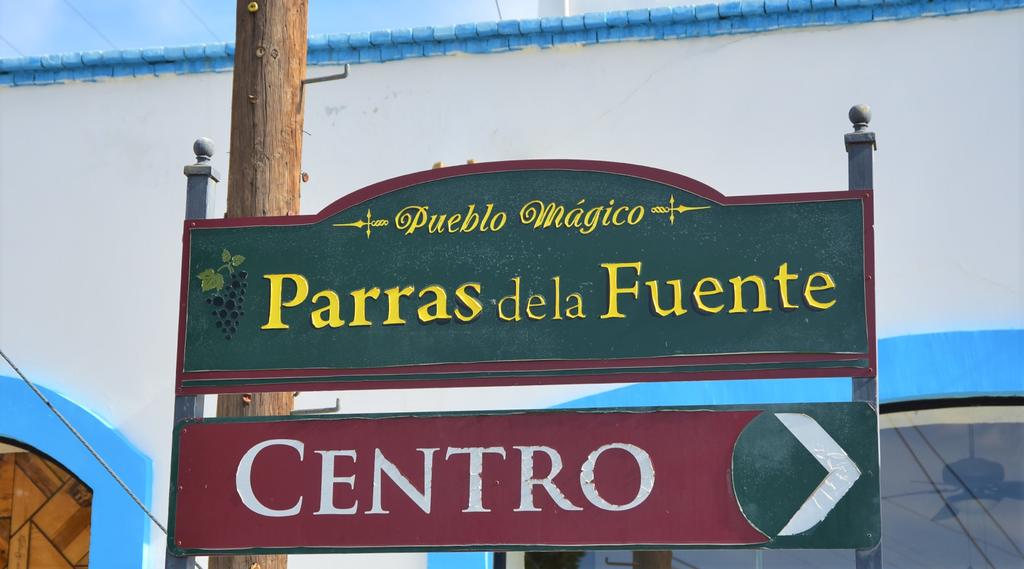 Pueblo Mágico
Parras de la Fuente
CENTRO